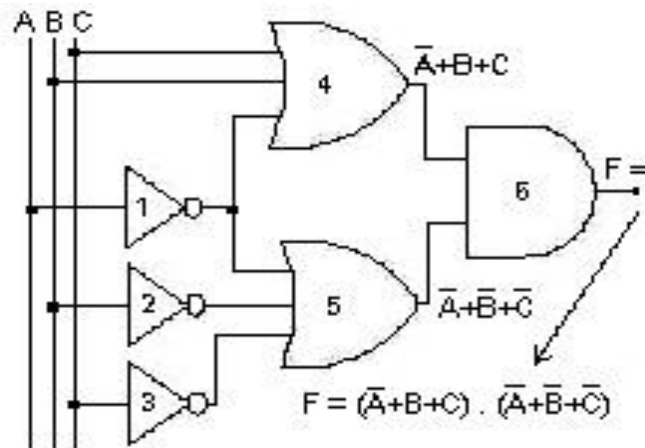 A B C
A̅+B+C
4
F =
1
6
2
5
A̅+B̅+C̅
3
F = (A̅+B+C) . (A̅+B̅+C̅)